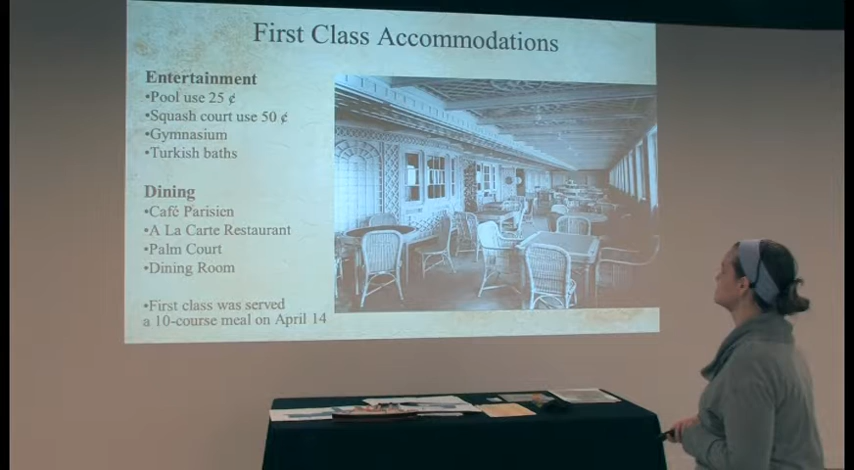 First Class Accommodations
Entertainment
•Pool use 25 ¢
•Squash court use 50 ¢
•Gymnasium
•Turkish baths
Dining
•Café Parisien
•A La Carte Restaurant
•Palm Court
•Dining Room
•First class was served
a 10-course meal on April 14